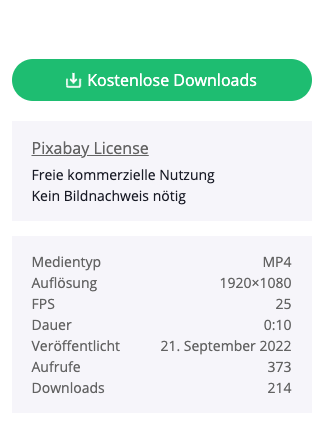 Kostenlose Downloads
Pixabay License
Freie kommerzielle Nutzung
Kein Bildnachweis nötig
Medientyp MP4
Auflösung 1920×1080
FPS 25
Dauer 0:10
Veröffentlicht 21. September 2022
Aufrufe 373
Downloads 214